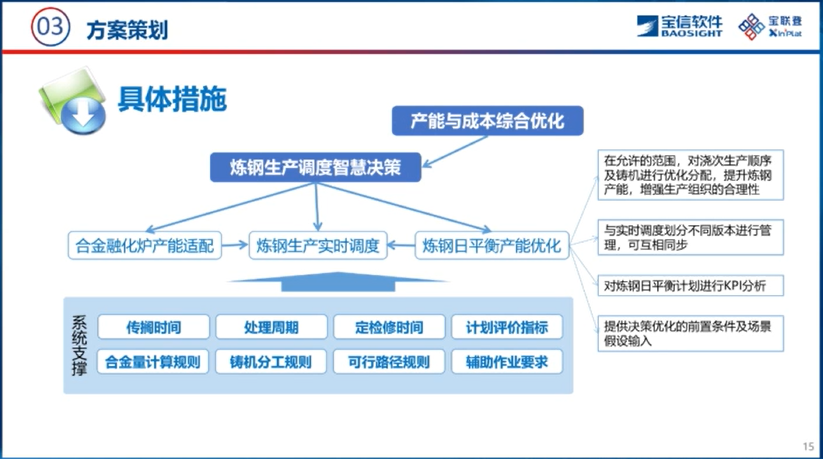 03
方案策划
宝信软件
BAOSIGHT
宝联登
Xin³Plat
具体措施
产能与成本综合优化
炼钢生产调度智慧决策
合金融化炉产能适配
炼钢生产实时调度
炼钢日平衡产能优化
在允许的范围，对浇次生产顺序
及铸机进行优化分配，提升炼钢
产能，增强生产组织的合理性
与实时调度划分不同版本进行管
理，可互相同步
对炼钢日平衡计划进行KPI分析
提供决策优化的前置条件及场景
假设输入
系统支撑
传搁时间
处理周期
定检修时间
计划评价指标
合金量计算规则
铸机分工规则
可行路径规则
辅助作业要求
15